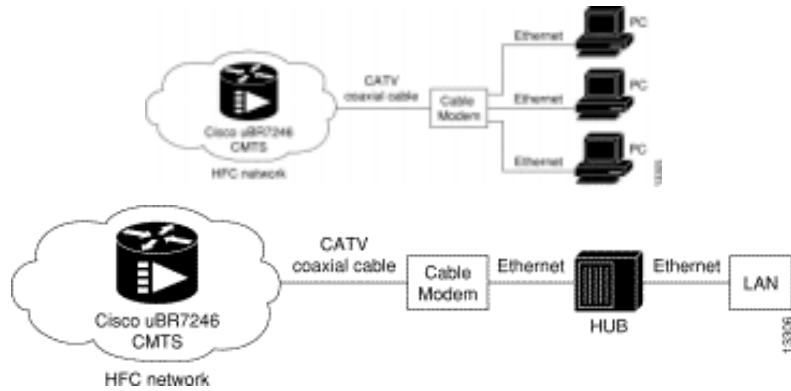 Ethernet
PC
CATV
coaxial cable
Cable
Modem
Ethernet
PC
Cisco uBR7246
CMTS
HFC network
Ethernet
PC
CATV
coaxial cable
Cable
Modem
Ethernet
Ethernet
LAN
HUB
Cisco uBR7246
CMTS
HFC network
13306